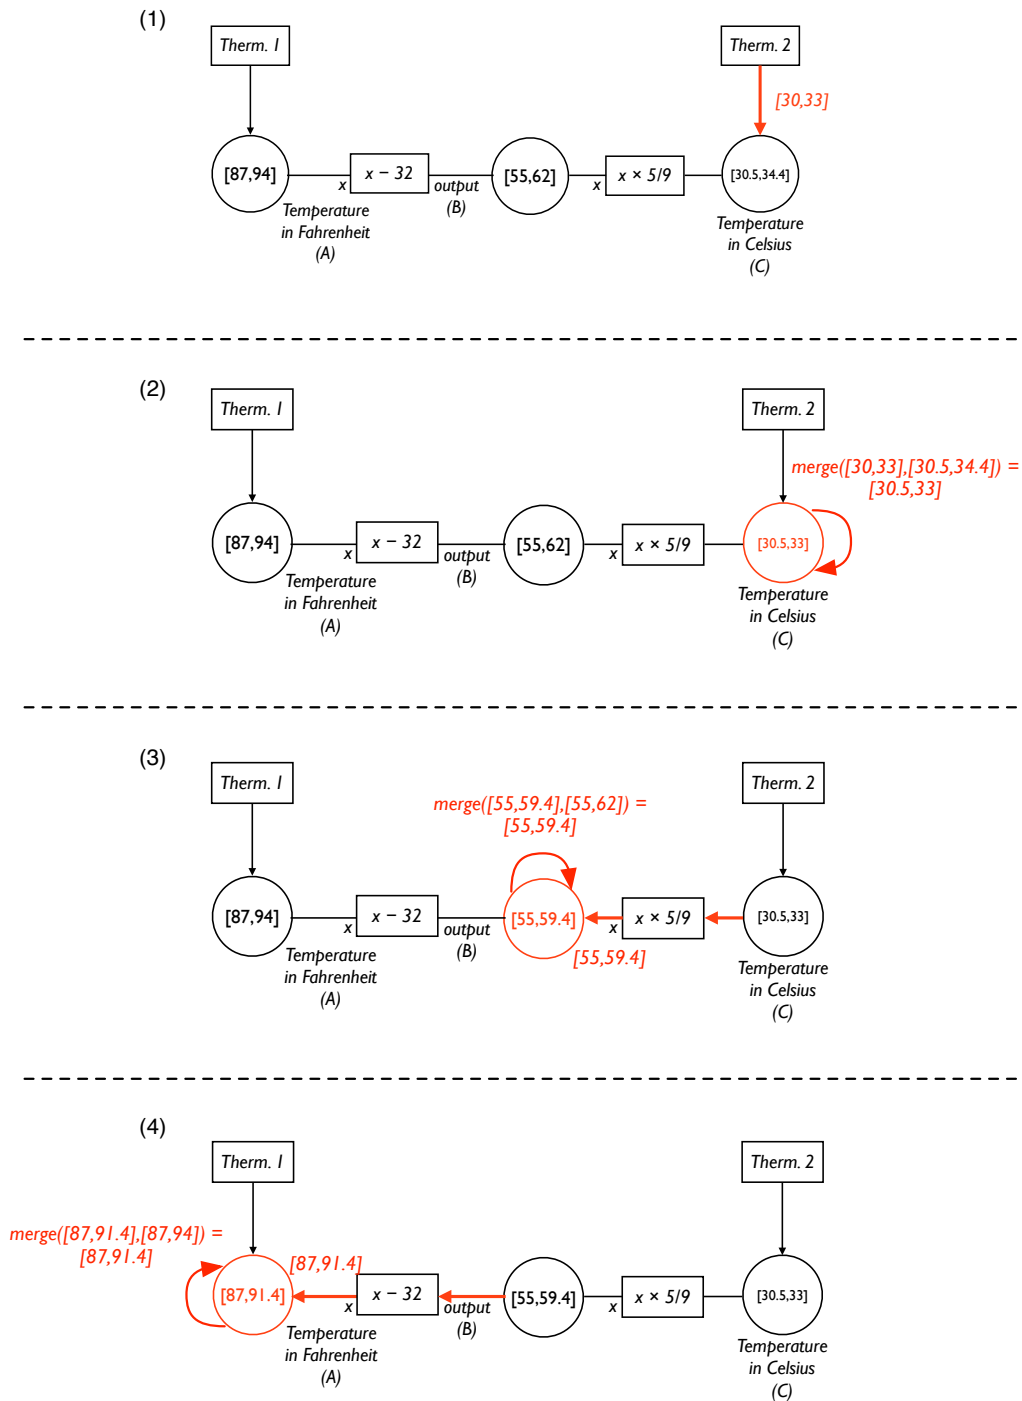 (1)
Therm. 1
Therm. 2
[30,33]
[87,94]
x
x − 32
output
(B)
[55,62]
x
x × 5/9
[30.5,34.4]
Temperature
in Fahrenheit
(A)
Temperature
in Celsius
(C)
(2)
Therm. 1
Therm. 2
merge([30,33],[30.5,34.4]) =
[30.5,33]
[87,94]
x
x − 32
output
(B)
[55,62]
x
x × 5/9
[30.5,33]
Temperature
in Fahrenheit
(A)
Temperature
in Celsius
(C)
(3)
Therm. 1
Therm. 2
merge([55,59.4],[55,62]) =
[55,59.4]
[87,94]
x
x − 32
output
(B)
[55,59.4]
x
x × 5/9
[30.5,33]
[55,59.4]
Temperature
in Fahrenheit
(A)
Temperature
in Celsius
(C)
(4)
Therm. 1
Therm. 2
merge([87,91.4],[87,94]) =
[87,91.4]
[87,91.4]
[87,91.4]
x
x − 32
output
(B)
[55,59.4]
x
x × 5/9
[30.5,33]
Temperature
in Fahrenheit
(A)
Temperature
in Celsius
(C)